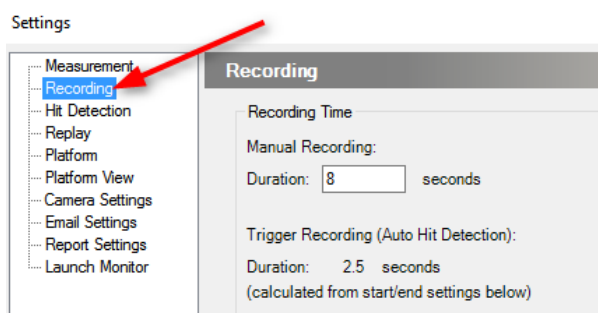 Settings
Measurement
Recording
Hit Detection
Replay
Platform
Platform View
Camera Settings
Email Settings
Report Settings
Launch Monitor
Recording
Recording Time
Manual Recording:
Duration: 8 seconds
Trigger Recording (Auto Hit Detection):
Duration: 2.5 seconds
(calculated from start/end settings below)